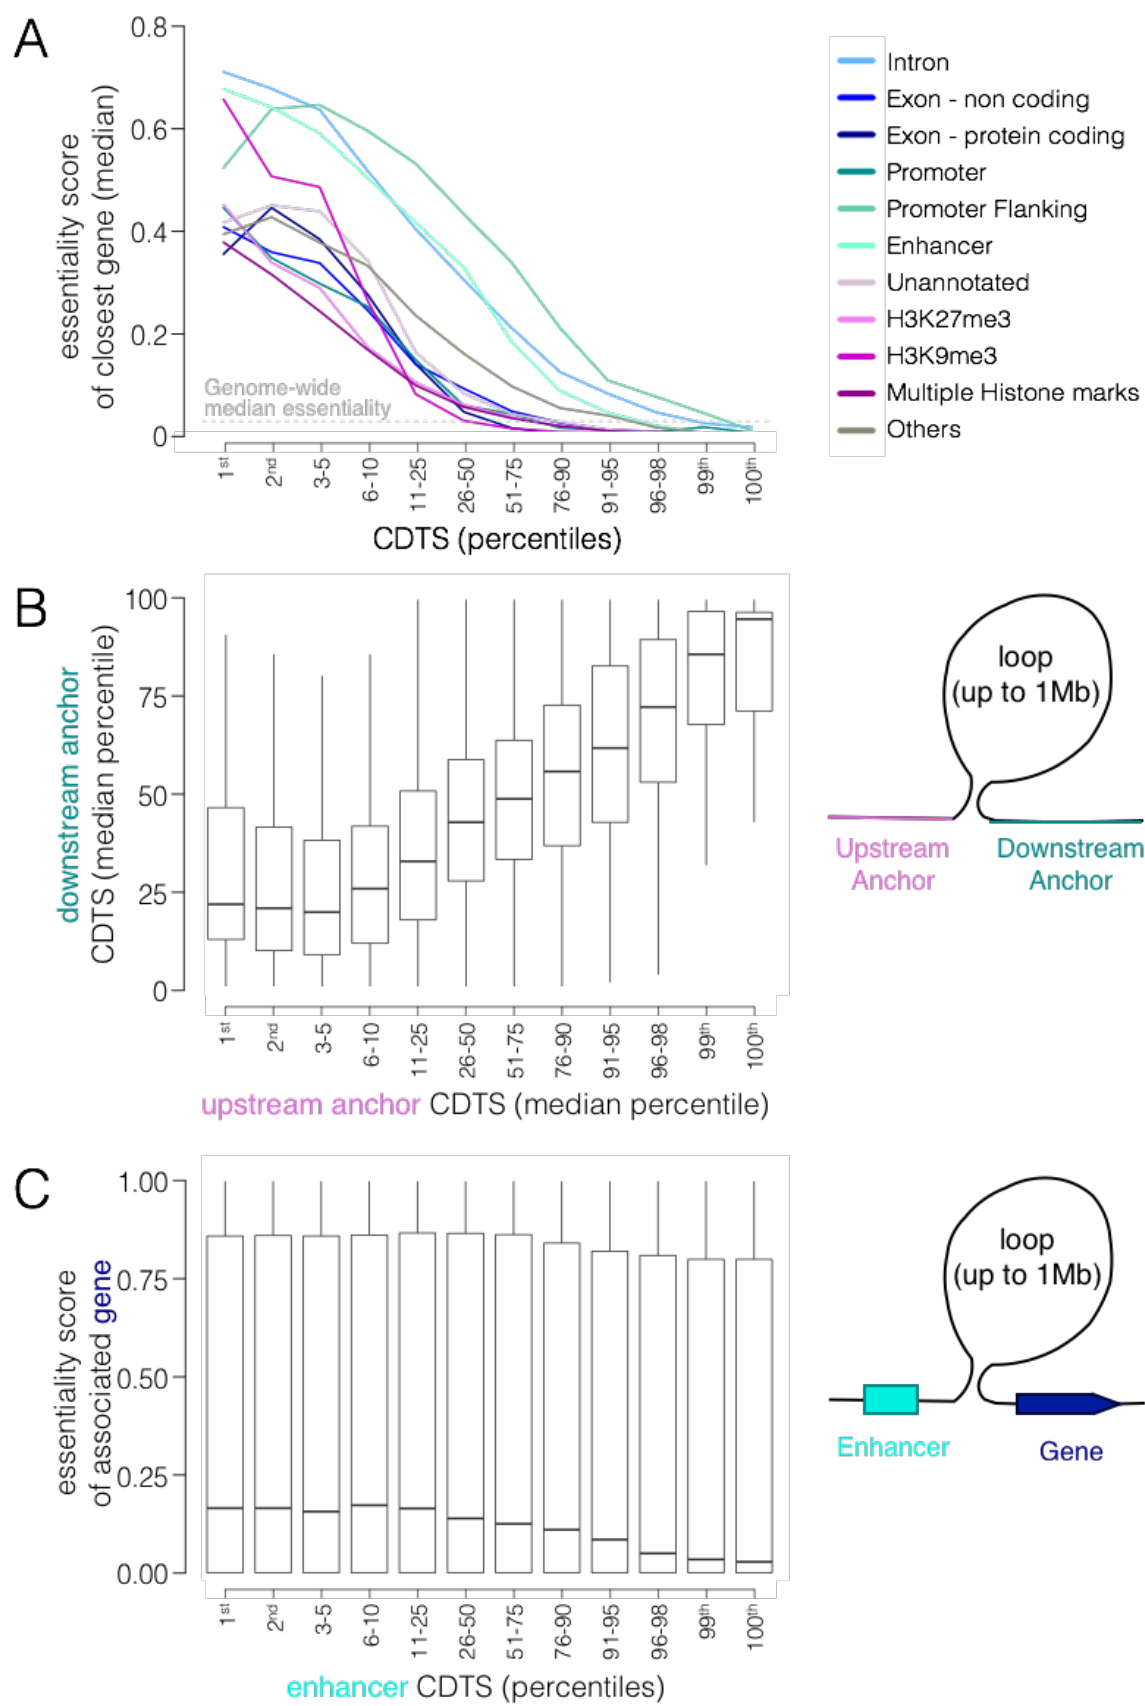 A
essentiality score
of closest gene (median)
0.8
0.6
0.4
0.2
0
Genome-wide
median essentiality
1st
2nd
3-5
6-10
11-25
26-50
51-75
76-90
91-95
96-98
99th
100th
CDTS (percentiles)
Intron
Exon - non coding
Exon - protein coding
Promoter
Promoter Flanking
Enhancer
Unannotated
H3K27me3
H3K9me3
Multiple Histone marks
Others
B
downstream anchor
CDTS (median percentile)
100
75
50
25
0
1st
2nd
3-5
6-10
11-25
26-50
51-75
76-90
91-95
96-98
99th
100th
upstream anchor CDTS (median percentile)
loop
(up to 1Mb)
Upstream
Anchor
Downstream
Anchor
C
essentiality score
of associated gene
1.00
0.75
0.50
0.25
0.00
1st
2nd
3-5
6-10
11-25
26-50
51-75
76-90
91-95
96-98
99th
100th
enhancer CDTS (percentiles)
loop
(up to 1Mb)
Enhancer
Gene